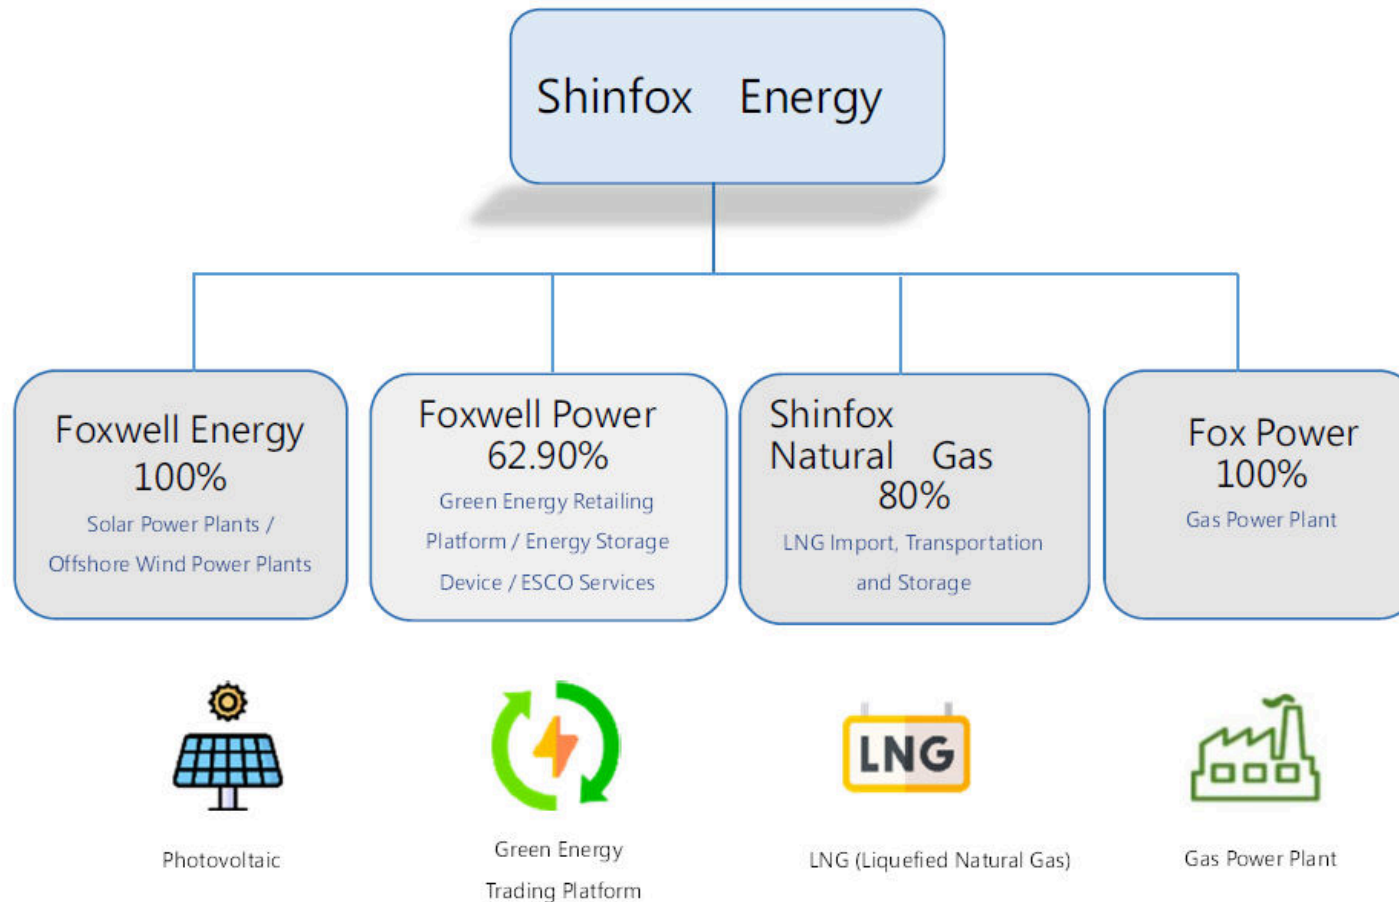 Shinfox Energy
Foxwell Energy
100%
Solar Power Plants /
Offshore Wind Power Plants
Foxwell Power
62.90%
Green Energy Retailing
Platform / Energy Storage
Device / ESCO Services
Shinfox
Natural Gas
80%
LNG Import, Transportation
and Storage
Fox Power
100%
Gas Power Plant
LNG
Photovoltaic
Green Energy
Trading Platform
LNG (Liquefied Natural Gas)
Gas Power Plant